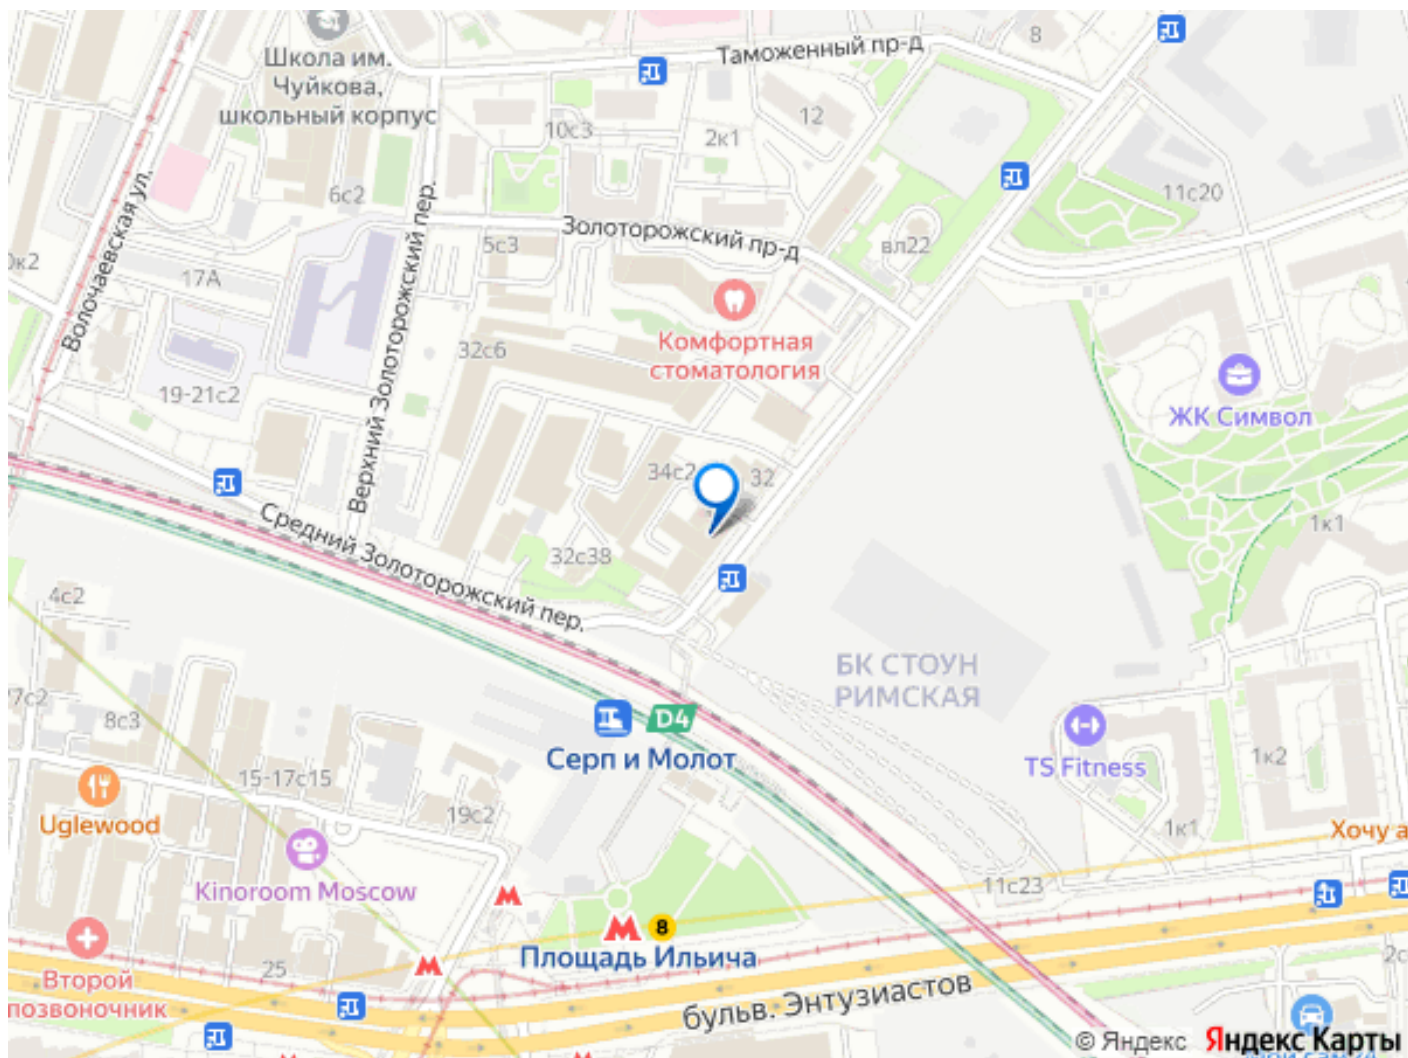 Школа им.
Чуйкова,
школьный корпус
Таможенный пр-д
8
12
10с3
2к1
6с2
11с20
Золоторожский пр-д
вл22
5с3
17А
Волочаевская ул.
Верхний Золоторожский пер.
Комфортная
стоматология
32с6
19-21с2
ЖК Символ
34с2
32
1к1
Средний Золоторожский пер.
32с38
4с2
БК СТОУН
РИМСКАЯ
8с3
D4
Серп и Молот
TS Fitness
1к2
15-17с15
19с2
Uglewood
1к1
Хочу
Kinoroom Moscow
11с23
8
Площадь Ильича
25
Второй
позвоночник
бульв. Энтузиастов
© Яндекс Яндекс Карты